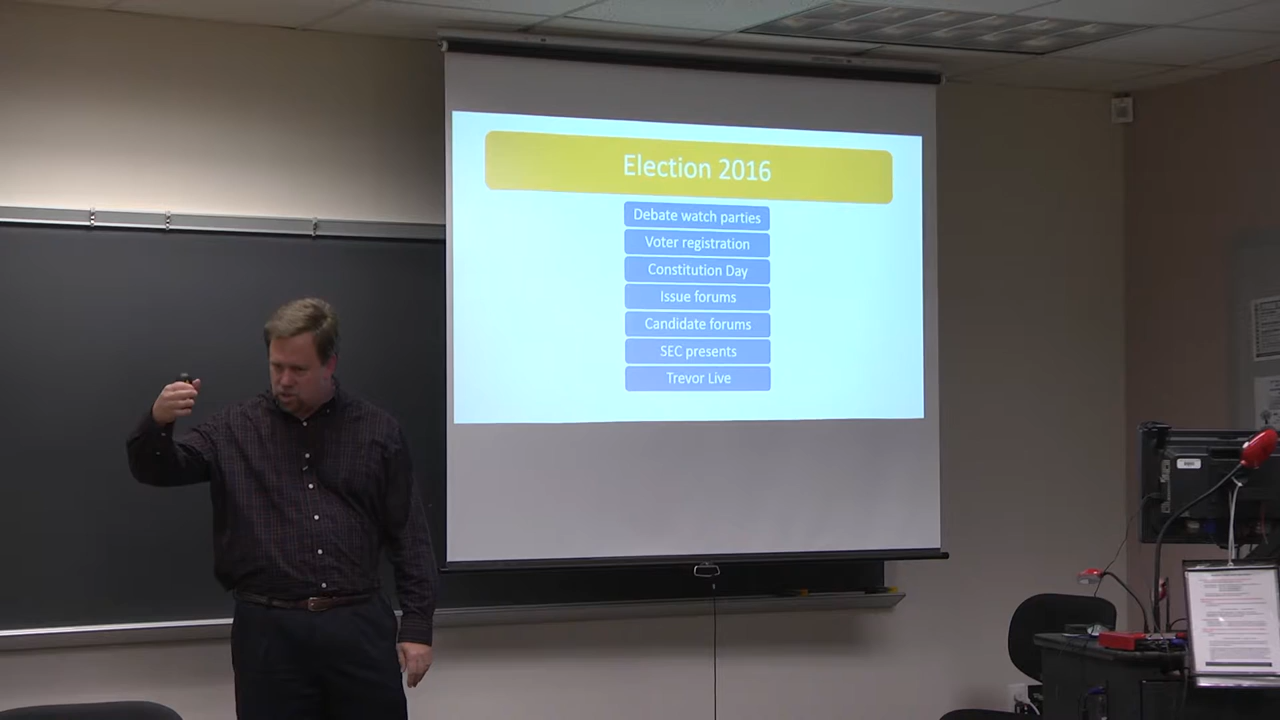 Election 2016
Debate watch parties
Voter registration
Constitution Day
Issue forums
Candidate forums
SEC presents
Trevor Live